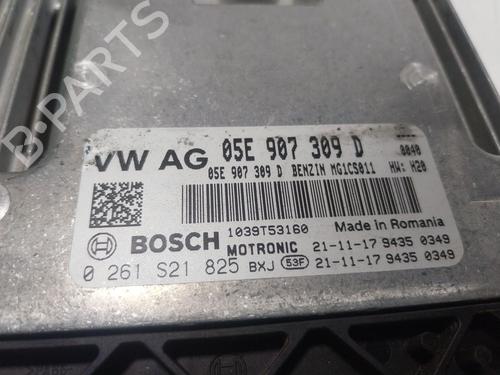 B-PARTS
VW AG 05E 907 309 D 0040
05E 907 309 D BENZIN MG1CS011 HW: H20
1039T53160 Made in Romania
BOSCH MOTRONIC 21-11-17 9435 0349
0 261 S21 825 BXJ 53F 21-11-17 9435 0349